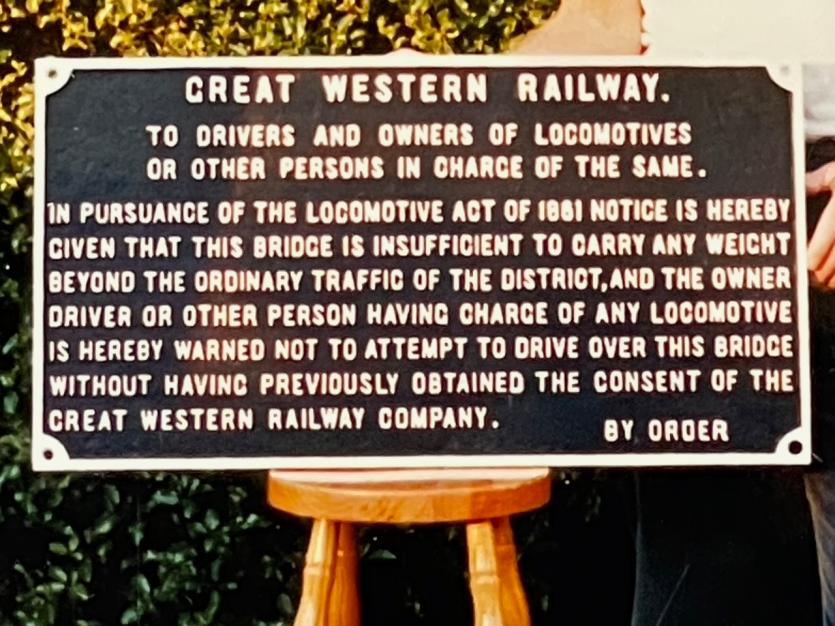 GREAT WESTERN RAILWAY.
TO DRIVERS AND OWNERS OF LOCOMOTIVES
OR OTHER PERSONS IN CHARGE OF THE SAME.
IN PURSUANCE OF THE LOCOMOTIVE ACT OF 1861 NOTICE IS HEREBY
GIVEN THAT THIS BRIDGE IS INSUFFICIENT TO CARRY ANY WEIGHT
BEYOND THE ORDINARY TRAFFIC OF THE DISTRICT, AND THE OWNER
DRIVER OR OTHER PERSON HAVING CHARGE OF ANY LOCOMOTIVE
IS HEREBY WARNED NOT TO ATTEMPT TO DRIVE OVER THIS BRIDGE
WITHOUT HAVING PREVIOUSLY OBTAINED THE CONSENT OF THE
GREAT WESTERN RAILWAY COMPANY.
BY ORDER